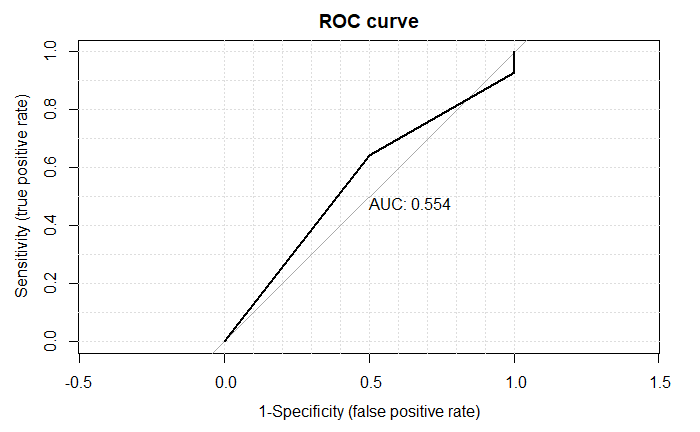 ROC curve
Sensitivity (true positive rate)
1.0
0.8
0.6
0.4
0.2
0.0
AUC: 0.554
-0.5 0.0 0.5 1.0 1.5
1-Specificity (false positive rate)